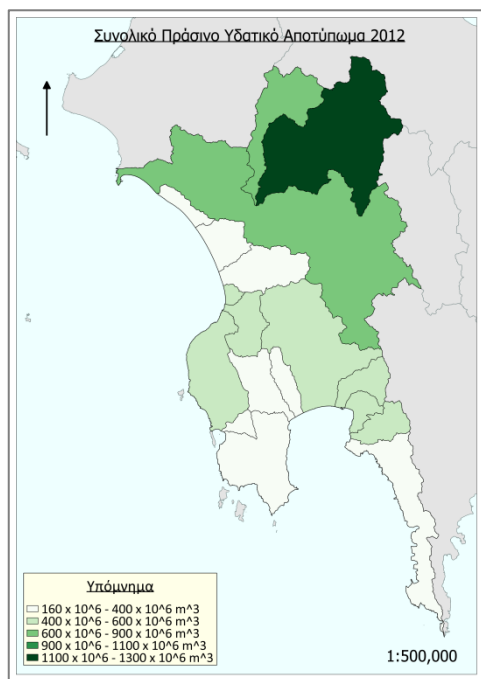 Συνολικό Πράσινο Υδατικό Αποτύπωμα 2012
Υπόμνημα
160 x 10^6 - 400 x 10^6 m^3
400 x 10^6 - 600 x 10^6 m^3
600 x 10^6 - 900 x 10^6 m^3
900 x 10^6 - 1100 x 10^6 m^3
1100 x 10^6 - 1300 x 10^6 m^3
1:500,000